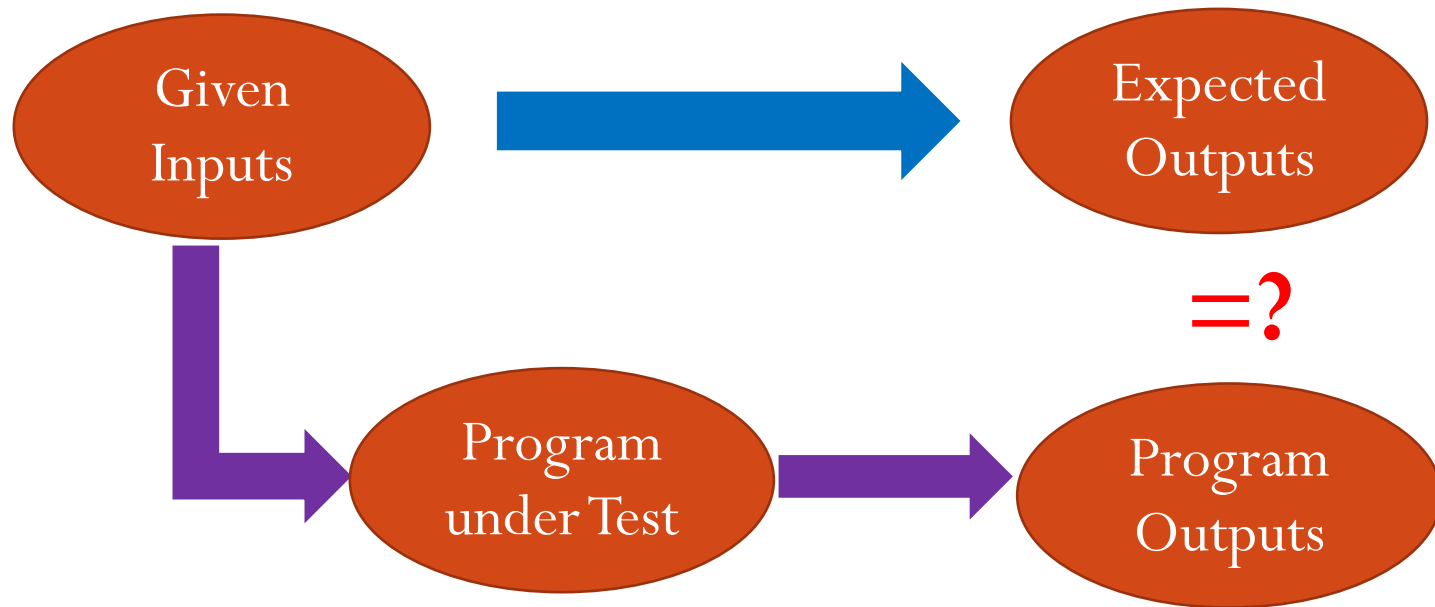 Given
Inputs
Expected
Outputs
=?
Program
under Test
Program
Outputs